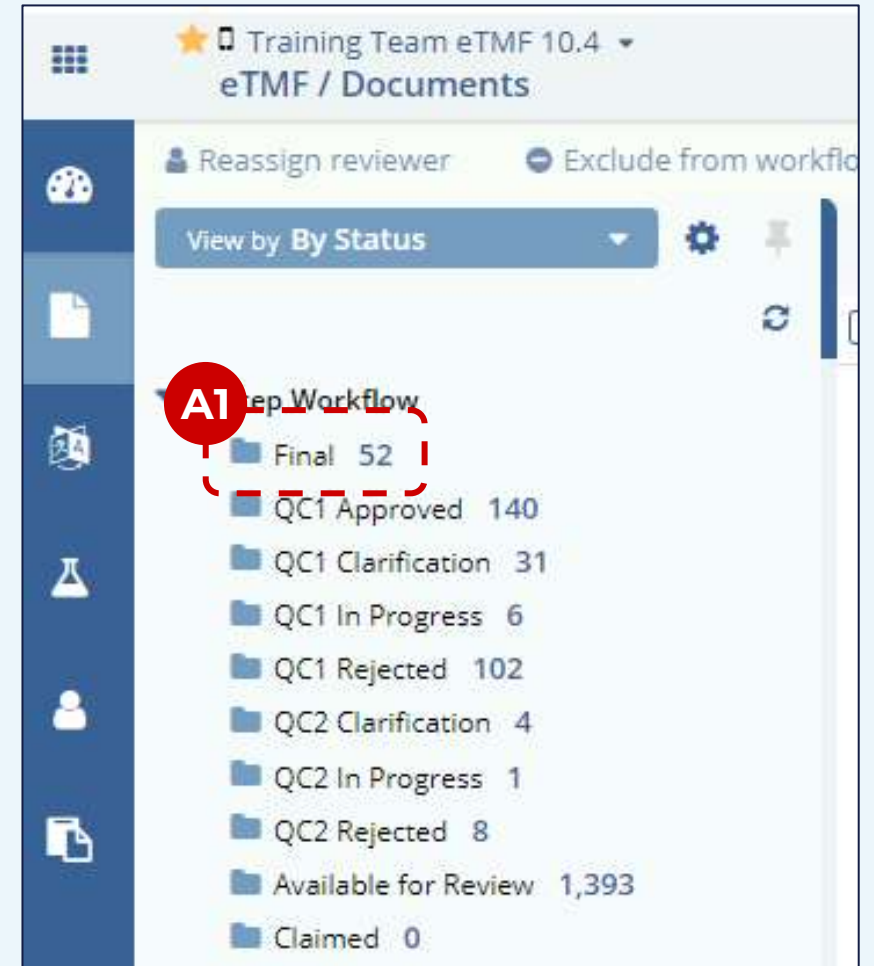 Training Team eTMF 10.4
eTMF / Documents
Reassign reviewer Exclude from workflo
View by By Status
A1 ep Workflow
Final 52
QC1 Approved 140
QC1 Clarification 31
QC1 In Progress 6
QC1 Rejected 102
QC2 Clarification 4
QC2 In Progress 1
QC2 Rejected 8
Available for Review 1,393
Claimed 0